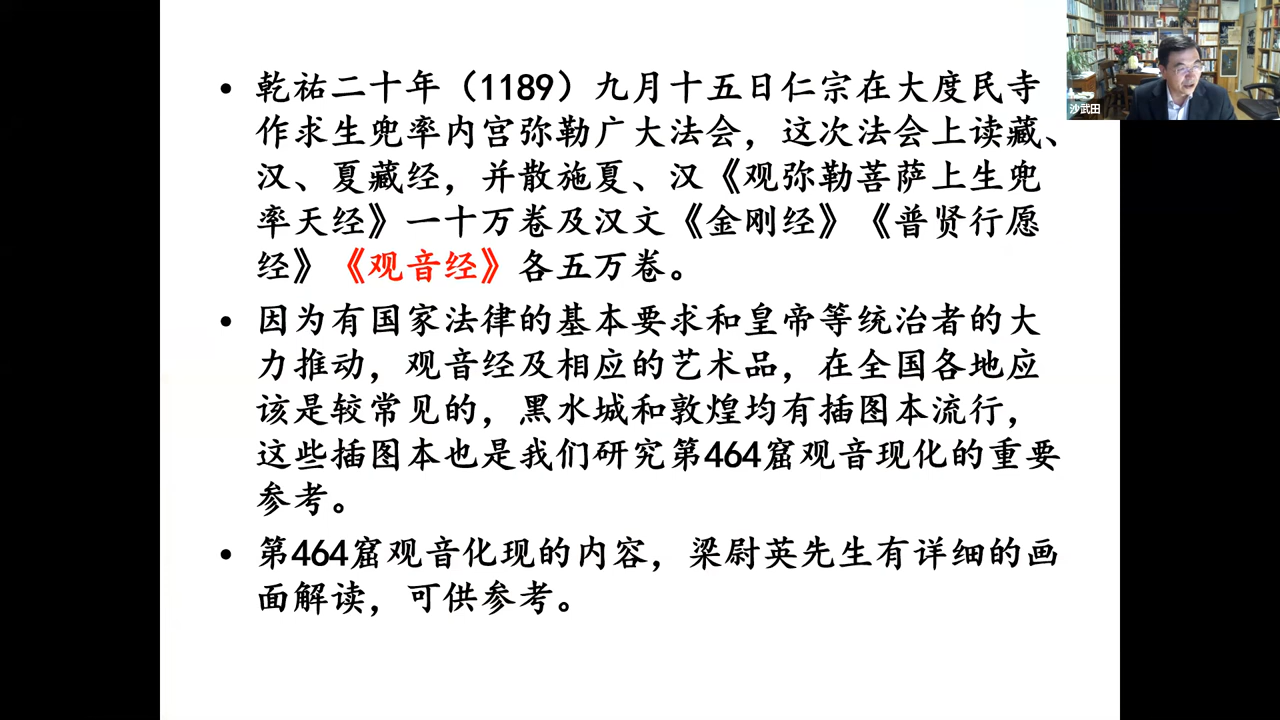 • 乾祐二十年（1189）九月十五日仁宗在大度民寺
作求生兜率内宫弥勒广大法会，这次法会上读藏、
汉、夏藏经，并散施夏、汉《观弥勒菩萨上生兜
率天经》一十万卷及汉文《金刚经》《普贤行愿
经》《观音经》各五万卷。
• 因为有国家法律的基本要求和皇帝等统治者的大
力推动，观音经及相应的艺术品，在全国各地应
该是较常见的，黑水城和敦煌均有插图本流行，
这些插图本也是我们研究第464窟观音现化的重要
参考。
• 第464窟观音化现的内容，梁尉英先生有详细的画
面解读，可供参考。
沙武田